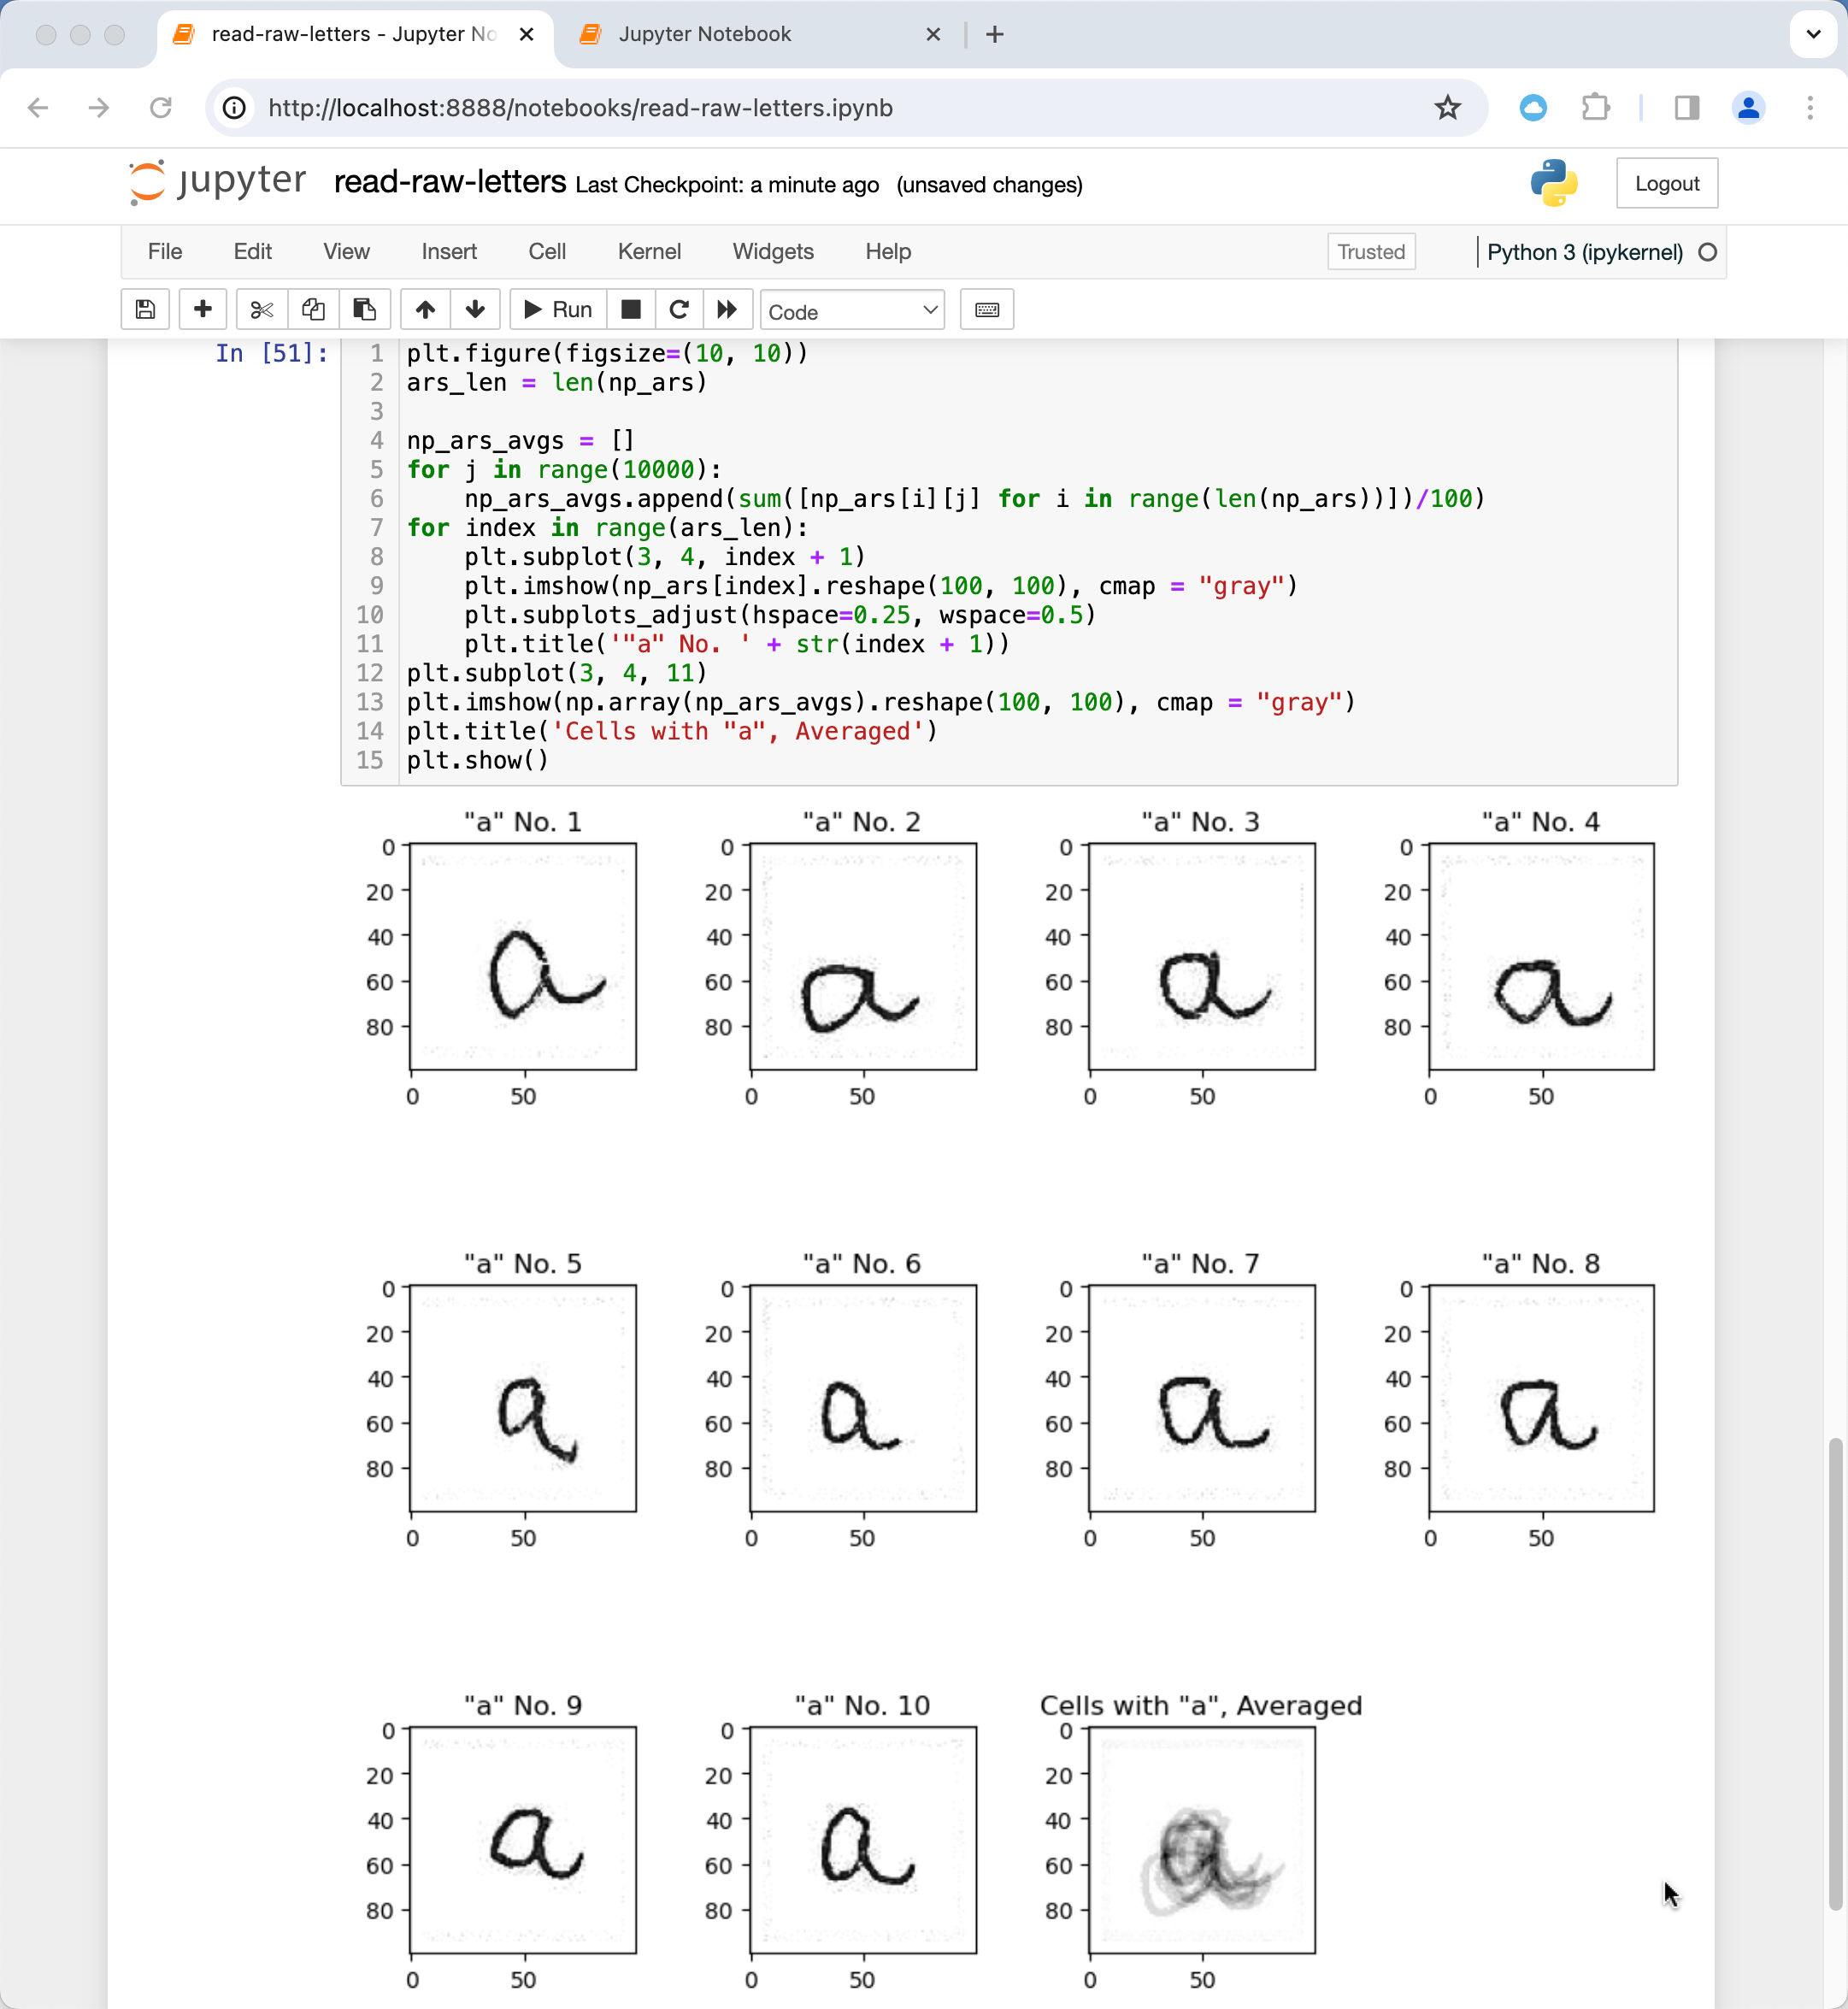 read-raw-letters - Jupyter No
Jupyter Notebook
http://localhost:8888/notebooks/read-raw-letters.ipynb
jupyter read-raw-letters Last Checkpoint: a minute ago (unsaved changes)
Logout
File Edit View Insert Cell Kernel Widgets Help Trusted Python 3 (ipykernel)
Run Code
In [51]:
1 plt.figure(figsize=(10, 10))
2 ars_len = len(np_ars)
3
4 np_ars_avgs = []
5 for j in range(10000):
6     np_ars_avgs.append(sum([np_ars[i][j] for i in range(len(np_ars))])/100)
7 for index in range(ars_len):
8     plt.subplot(3, 4, index + 1)
9     plt.imshow(np_ars[index].reshape(100, 100), cmap = "gray")
10     plt.subplots_adjust(hspace=0.25, wspace=0.5)
11     plt.title('"a" No. ' + str(index + 1))
12 plt.subplot(3, 4, 11)
13 plt.imshow(np.array(np_ars_avgs).reshape(100, 100), cmap = "gray")
14 plt.title('Cells with "a", Averaged')
15 plt.show()
"a" No. 1 "a" No. 2 "a" No. 3 "a" No. 4
0 0 0 0
20 20 20 20
40 40 40 40
a a a a
60 60 60 60
80 80 80 80
0 50 0 50 0 50 0 50
"a" No. 5 "a" No. 6 "a" No. 7 "a" No. 8
0 0 0 0
20 20 20 20
40 40 40 40
a a a a
60 60 60 60
80 80 80 80
0 50 0 50 0 50 0 50
"a" No. 9 "a" No. 10 Cells with "a", Averaged
0 0 0
20 20 20
40 40 40
a a a
60 60 60
80 80 80
0 50 0 50 0 50